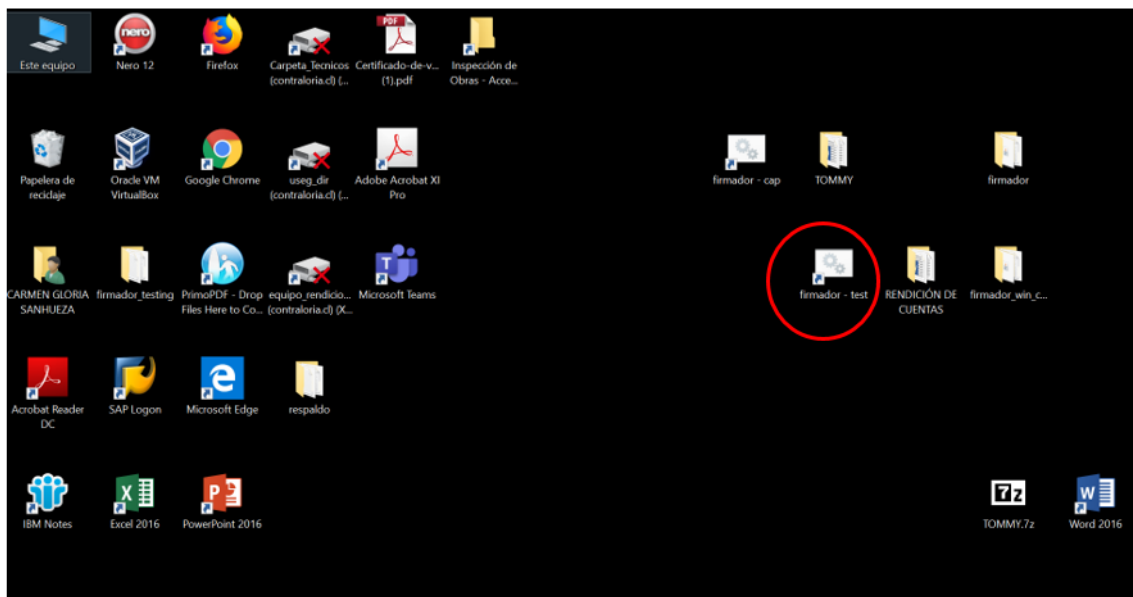 Este equipo
Nero 12
Firefox
Carpeta_Tecnicos
(contraloria.cl) (...
Certificado-de-v...
(1).pdf
Inspección de
Obras - Acce...
Papelera de
reciclaje
Oracle VM
VirtualBox
Google Chrome
useg_dir
(contraloria.cl) (...
Adobe Acrobat XI
Pro
firmador - cap
TOMMY
firmador
CARMEN GLORIA
SANHUEZA
firmador_testing
PrimoPDF - Drop
Files Here to Co...
equipo_rendicio...
(contraloria.cl) (X...
Microsoft Teams
firmador - test
RENDICIÓN DE
CUENTAS
firmador_win_c...
Acrobat Reader
DC
SAP Logon
Microsoft Edge
respaldo
IBM Notes
Excel 2016
PowerPoint 2016
TOMMY.7z
Word 2016
nero
PDF
7z